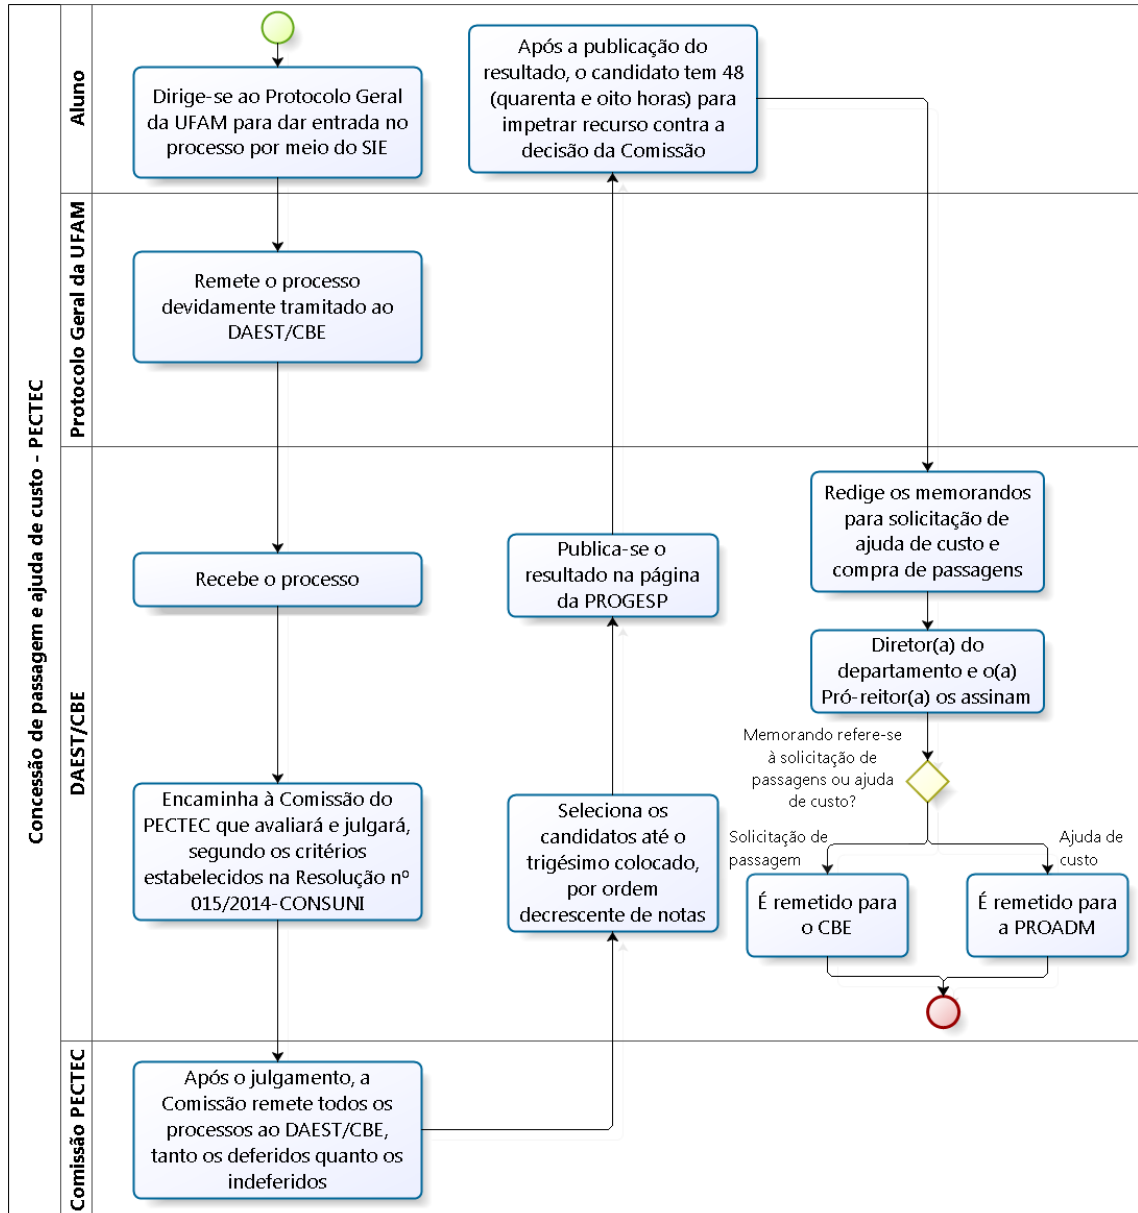 Concessão de passagem e ajuda de custo - PECTEC
Aluno
Dirige-se ao Protocolo Geral
da UFAM para dar entrada no
processo por meio do SIE
Após a publicação do
resultado, o candidato tem 48
(quarenta e oito horas) para
impetrar recurso contra a
decisão da Comissão
Protocolo Geral da UFAM
Remete o processo
devidamente tramitado ao
DAEST/CBE
DAEST/CBE
Recebe o processo
Encaminha à Comissão do
PECTEC que avaliará e julgará,
segundo os critérios
estabelecidos na Resolução nº
015/2014-CONSUNI
Publica-se o
resultado na página
da PROGESP
Seleciona os
candidatos até o
trigésimo colocado,
por ordem
decrescente de notas
Redige os memorandos
para solicitação de
ajuda de custo e
compra de passagens
Diretor(a) do
departamento e o(a)
Pró-reitor(a) os assinam
Memorando refere-se
à solicitação de
passagens ou ajuda
de custo?
Solicitação de
passagem
Ajuda de
custo
É remetido para
o CBE
É remetido para
a PROADM
Comissão PECTEC
Após o julgamento, a
Comissão remete todos os
processos ao DAEST/CBE,
tanto os deferidos quanto os
indeferidos